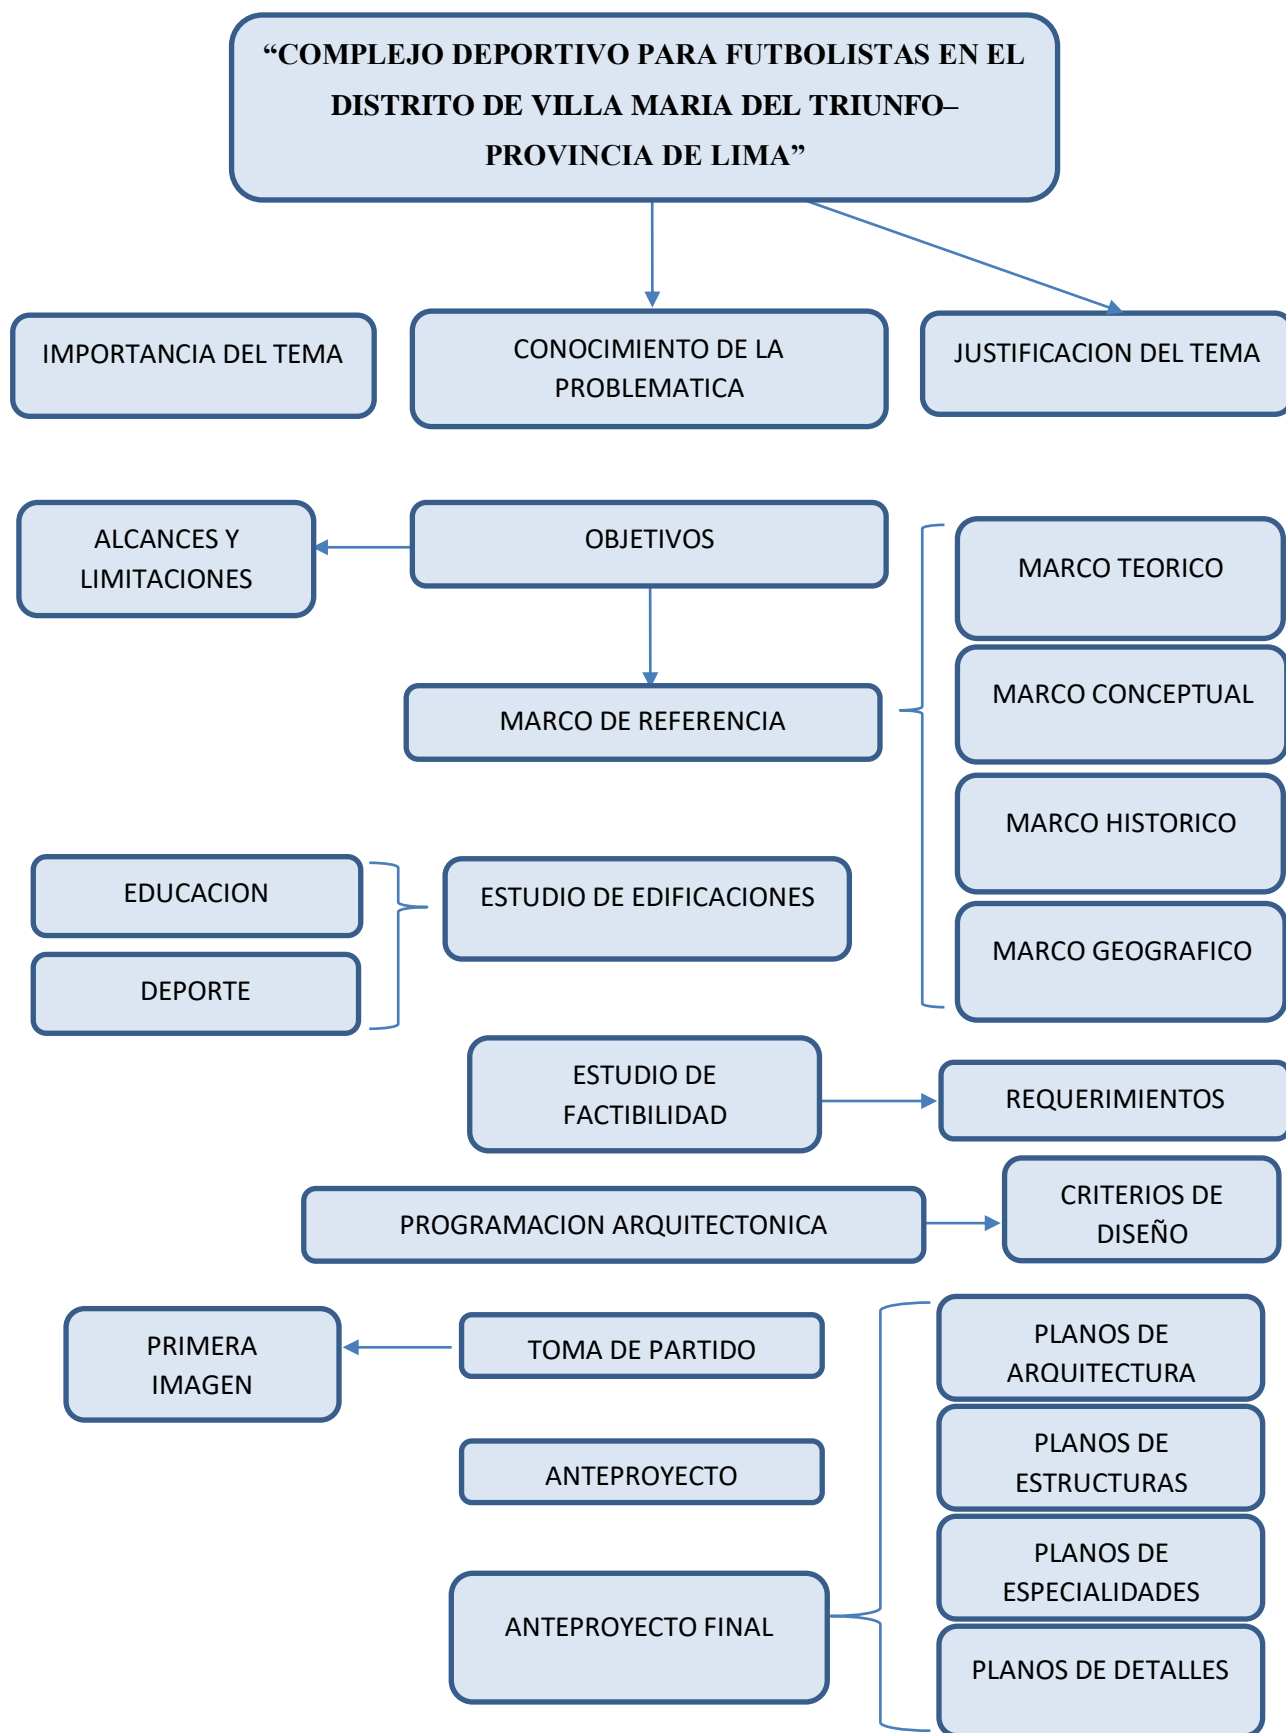 “COMPLEJO DEPORTIVO PARA FUTBOLISTAS EN EL
DISTRITO DE VILLA MARIA DEL TRIUNFO–
PROVINCIA DE LIMA”
IMPORTANCIA DEL TEMA
CONOCIMIENTO DE LA
PROBLEMATICA
JUSTIFICACION DEL TEMA
ALCANCES Y
LIMITACIONES
OBJETIVOS
MARCO DE REFERENCIA
MARCO TEORICO
MARCO CONCEPTUAL
MARCO HISTORICO
MARCO GEOGRAFICO
EDUCACION
DEPORTE
ESTUDIO DE EDIFICACIONES
ESTUDIO DE
FACTIBILIDAD
REQUERIMIENTOS
PROGRAMACION ARQUITECTONICA
CRITERIOS DE
DISEÑO
PRIMERA
IMAGEN
TOMA DE PARTIDO
ANTEPROYECTO
ANTEPROYECTO FINAL
PLANOS DE
ARQUITECTURA
PLANOS DE
ESTRUCTURAS
PLANOS DE
ESPECIALIDADES
PLANOS DE DETALLES